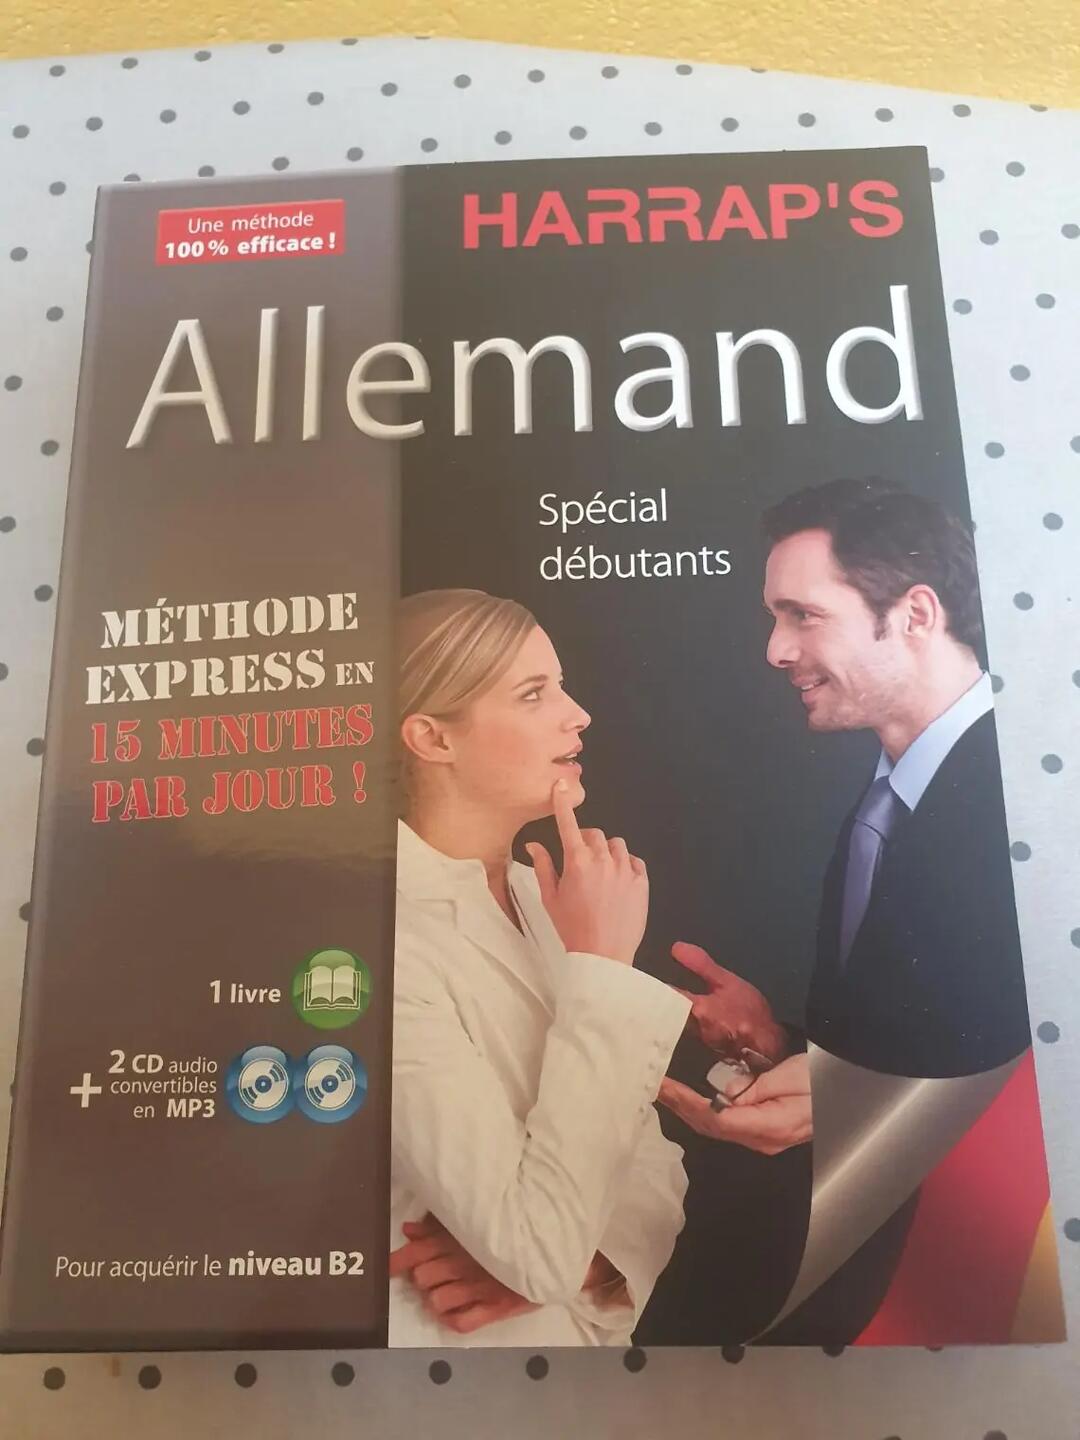 Une méthode
100% efficace !
HARRAP'S
Allemand
Spécial
débutants
MÉTHODE
EXPRESS EN
15 MINUTES
PAR JOUR !
1 livre
+ 2 CD audio
convertibles
en MP3
Pour acquérir le niveau B2